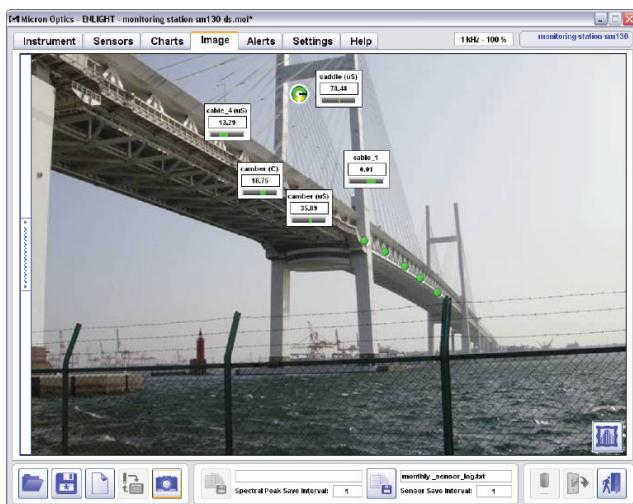 Micron Optics - ENLIGHT - monitoring station sm130 ds.moi*
Instrument Sensors Charts Image Alerts Settings Help 1 kHz - 100 % monitoring station sm130
saddle (uS)
78.48
cable_4 (uS)
13.29
cable_1
0.01
camber (C)
18.75
camber (uS)
35.89
monthly _sensor_log.txt
Spectral Peak Save Interval: 1 Sensor Save Interval: 1